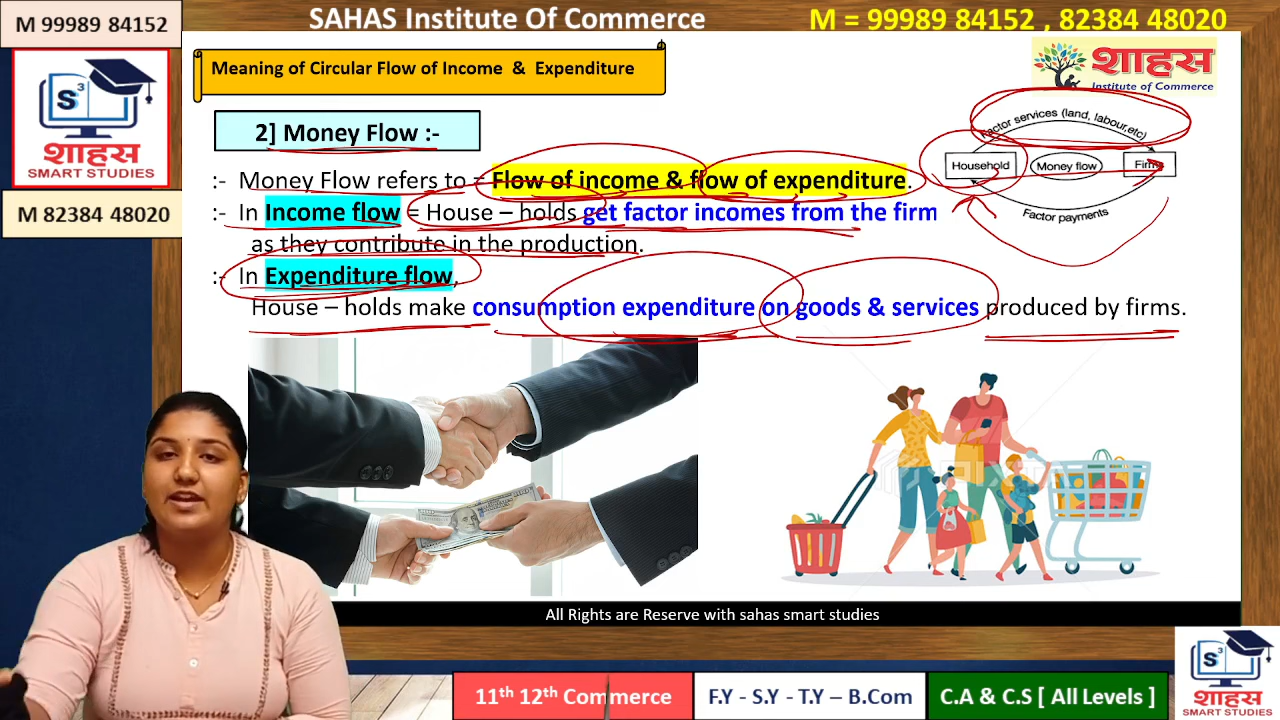 SAHAS Institute Of Commerce
M = 99989 84152 , 82384 48020
M 99989 84152
S³
शाहस
SMART STUDIES
M 82384 48020
Meaning of Circular Flow of Income & Expenditure
शाहस
Institute of Commerce
2] Money Flow :-
:- Money Flow refers to = Flow of income & flow of expenditure.
:- In Income flow = House – holds get factor incomes from the firm
as they contribute in the production.
:- In Expenditure flow,
House – holds make consumption expenditure on goods & services produced by firms.
Factor services (land, labour,etc)
Household
Money flow
Firms
Factor payments
All Rights are Reserve with sahas smart studies
11th 12th Commerce
F.Y - S.Y - T.Y – B.Com
C.A & C.S [ All Levels ]
S³
शाहस
SMART STUDIES